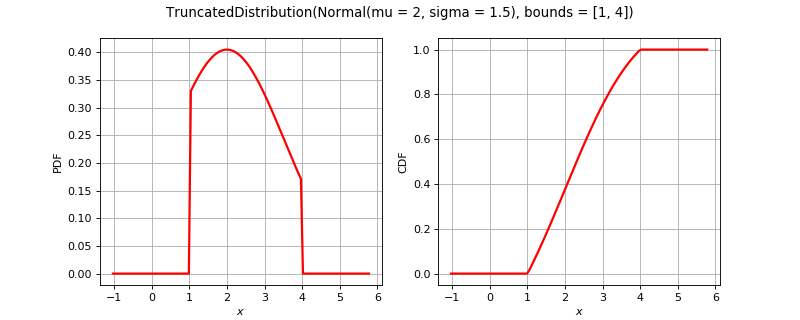 TruncatedDistribution(Normal(mu = 2, sigma = 1.5), bounds = [1, 4])
PDF
0.40
0.35
0.30
0.25
0.20
0.15
0.10
0.05
0.00
−1 0 1 2 3 4 5 6
x
CDF
1.0
0.8
0.6
0.4
0.2
0.0
−1 0 1 2 3 4 5 6
x